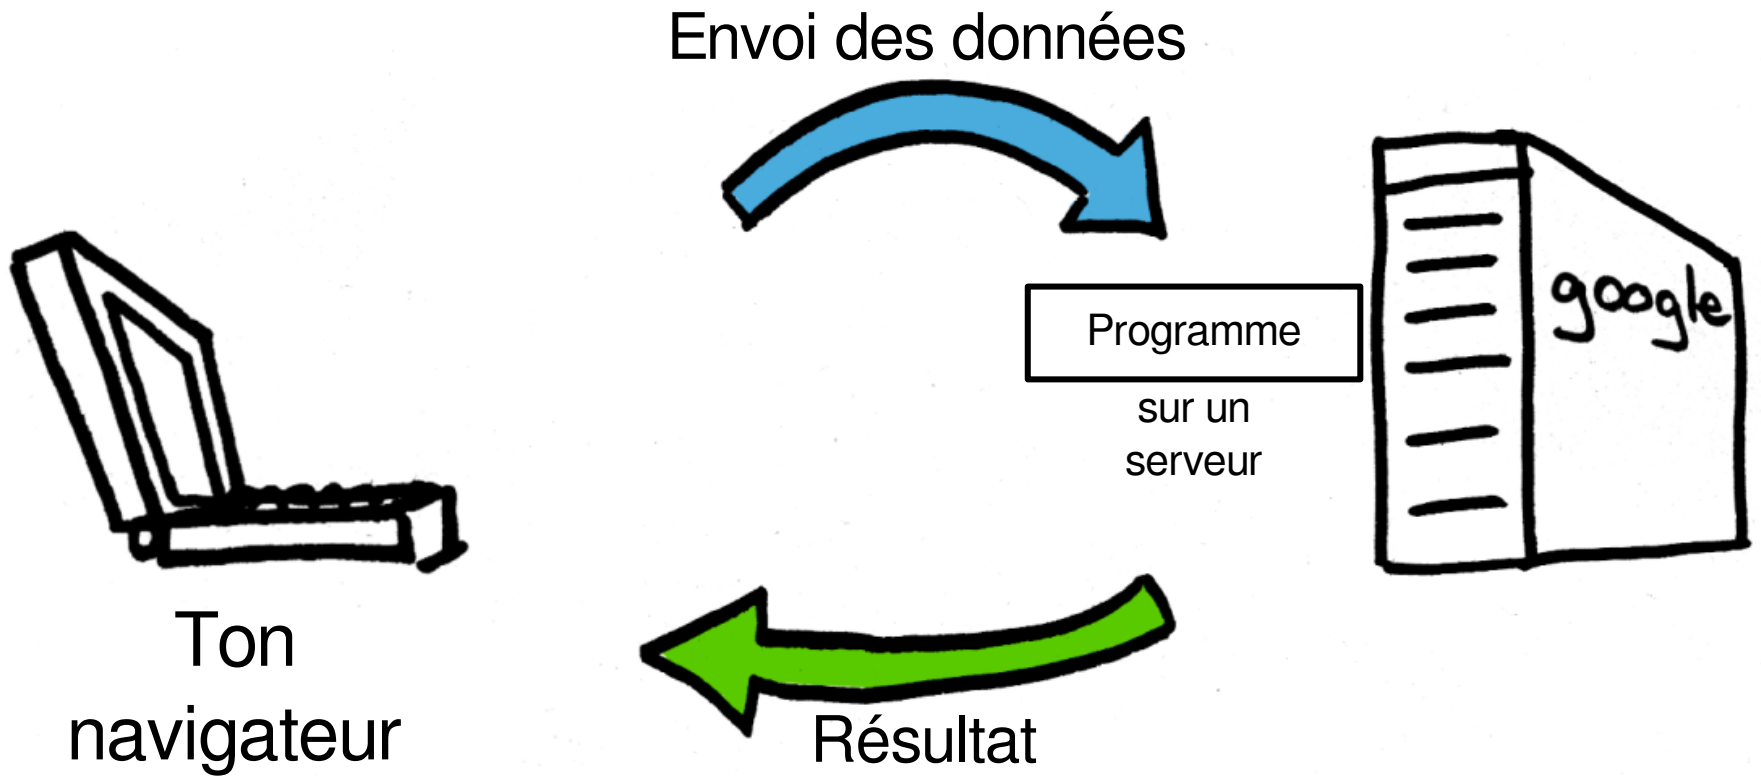 Envoi des données
google
Programme
sur un
serveur
Ton
navigateur
Résultat